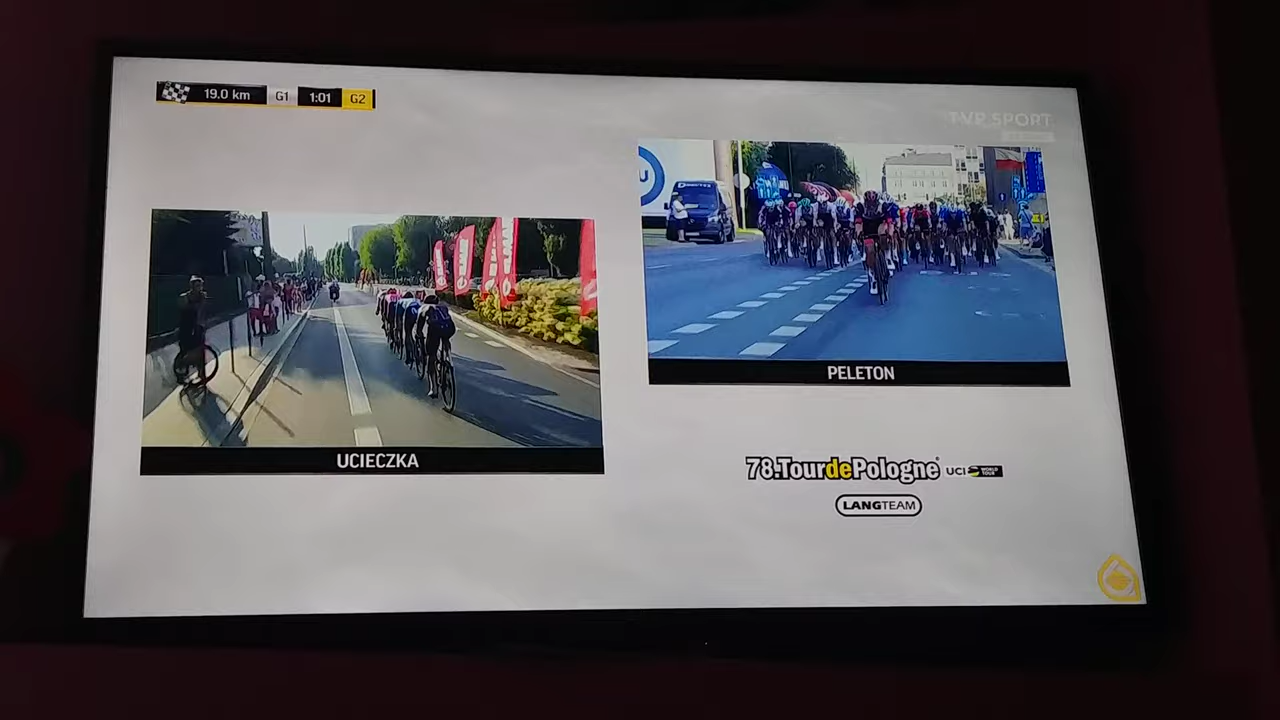 19.0 km G1 1:01 G2
TVP SPORT
UCIECZKA
PELETON
78.TourdePologne UCI WORLD TOUR
LANGTEAM